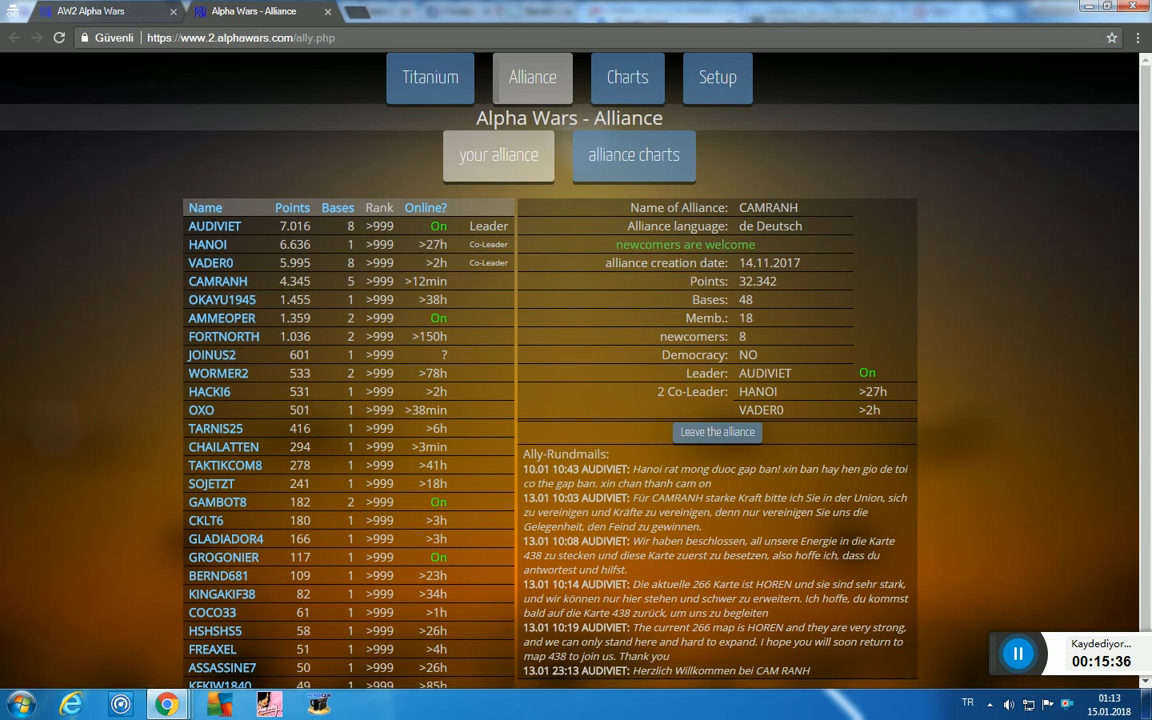 AW2 Alpha Wars
Alpha Wars - Alliance
Güvenli
https://www.2.alphawars.com/ally.php
Titanium
Alliance
Charts
Setup
Alpha Wars - Alliance
your alliance
alliance charts
Name Points Bases Rank Online?
AUDIVIET 7.016 8 >999 On Leader
HANOI 6.636 1 >999 >27h Co-Leader
VADER0 5.995 8 >999 >2h Co-Leader
CAMRANH 4.345 5 >999 >12min
OKAYU1945 1.455 1 >999 >38h
AMMEOPER 1.359 2 >999 On
FORTNORTH 1.036 2 >999 >150h
JOINUS2 601 1 >999 ?
WORMER2 533 2 >999 >78h
HACKI6 531 1 >999 >2h
OXO 501 1 >999 >38min
TARNIS25 416 1 >999 >6h
CHAILATTEN 294 1 >999 >3min
TAKTIKCOM8 278 1 >999 >41h
SOJETZT 241 1 >999 >18h
GAMBOT8 182 2 >999 On
CKLT6 180 1 >999 >3h
GLADIADOR4 166 1 >999 >3h
GROGONIER 117 1 >999 On
BERND681 109 1 >999 >23h
KINGAKIF38 82 1 >999 >34h
COCO33 61 1 >999 >1h
HSHSHS5 58 1 >999 >26h
FREAXEL 51 1 >999 >4h
ASSASSINE7 50 1 >999 >26h
KFKIW1840 49 1 >999 >85h
Name of Alliance: CAMRANH
Alliance language: de Deutsch
newcomers are welcome
alliance creation date: 14.11.2017
Points: 32.342
Bases: 48
Memb.: 18
newcomers: 8
Democracy: NO
Leader: AUDIVIET On
2 Co-Leader: HANOI >27h
VADER0 >2h
Leave the alliance
Ally-Rundmails:
10.01 10:43 AUDIVIET: Hanoi rat mong duoc gap ban! xin ban hay hen gio de toi
co the gap ban. xin chan thanh cam on
13.01 10:03 AUDIVIET: Für CAMRANH starke Kraft bitte ich Sie in der Union, sich
zu vereinigen und Kräfte zu vereinigen, denn nur vereinigen Sie uns die
Gelegenheit, den Feind zu gewinnen.
13.01 10:08 AUDIVIET: Wir haben beschlossen, all unsere Energie in die Karte
438 zu stecken und diese Karte zuerst zu besetzen, also hoffe ich, dass du
antwortest und hilfst.
13.01 10:14 AUDIVIET: Die aktuelle 266 Karte ist HOREN und sie sind sehr stark,
und wir können nur hier stehen und schwer zu erweitern. Ich hoffe, du kommst
bald auf die Karte 438 zurück, um uns zu begleiten
13.01 10:19 AUDIVIET: The current 266 map is HOREN and they are very strong,
and we can only stand here and hard to expand. I hope you will soon return to
map 438 to join us. Thank you
13.01 23:13 AUDIVIET: Herzlich Willkommen bei CAM RANH
Kaydediyor...
00:15:36
TR
01:13
15.01.2018